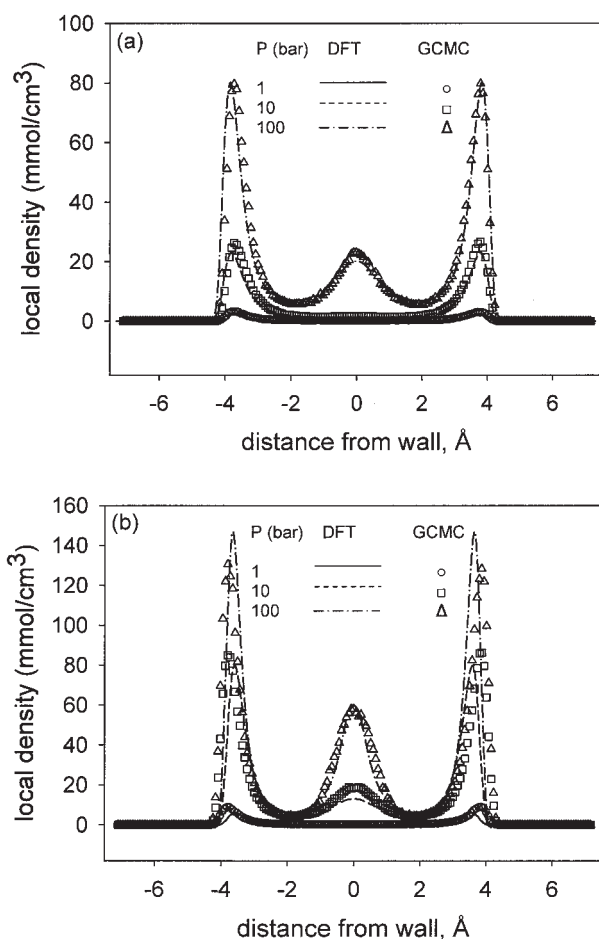 (a)
P (bar) DFT GCMC
1
10
100
100
80
60
40
20
0
local density (mmol/cm³)
-6 -4 -2 0 2 4 6
distance from wall, Å
(b)
P (bar) DFT GCMC
1
10
100
160
140
120
100
80
60
40
20
0
local density (mmol/cm³)
-6 -4 -2 0 2 4 6
distance from wall, Å